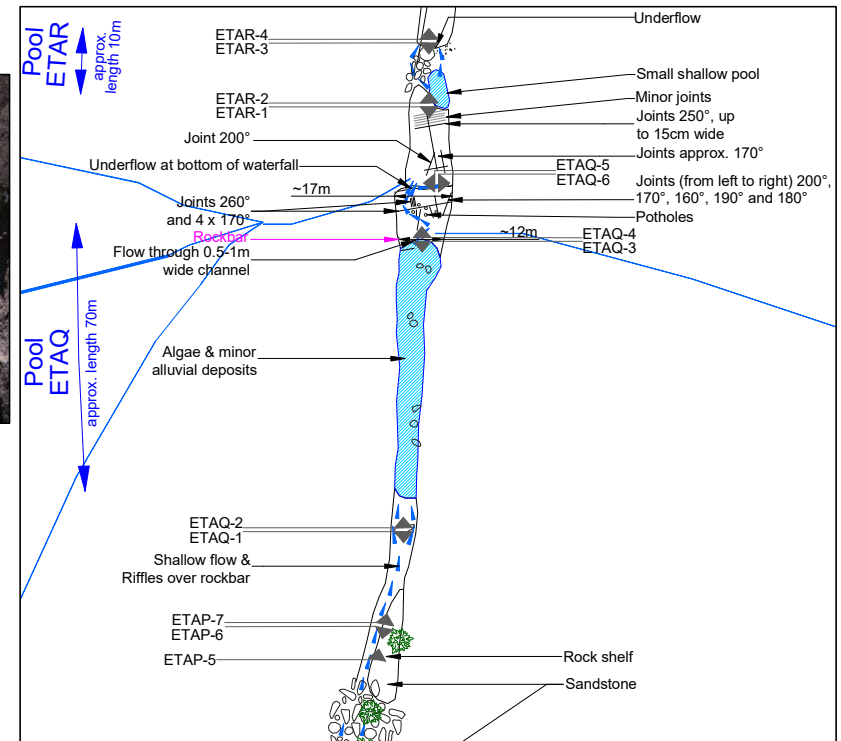 Pool
ETAR
approx.
length 10m
ETAR-4
ETAR-3
Underflow
Small shallow pool
ETAR-2
ETAR-1
Minor joints
Joints 250°, up
to 15cm wide
Joint 200°
Joints approx. 170°
Underflow at bottom of waterfall
ETAQ-5
ETAQ-6
~17m
Joints (from left to right) 200°,
170°, 160°, 190° and 180°
Joints 260°
and 4 x 170°
Potholes
Rockbar
~12m
ETAQ-4
ETAQ-3
Flow through 0.5-1m
wide channel
Pool
ETAQ
approx. length 70m
Algae & minor
alluvial deposits
ETAQ-2
ETAQ-1
Shallow flow &
Riffles over rockbar
ETAP-7
ETAP-6
ETAP-5
Rock shelf
Sandstone